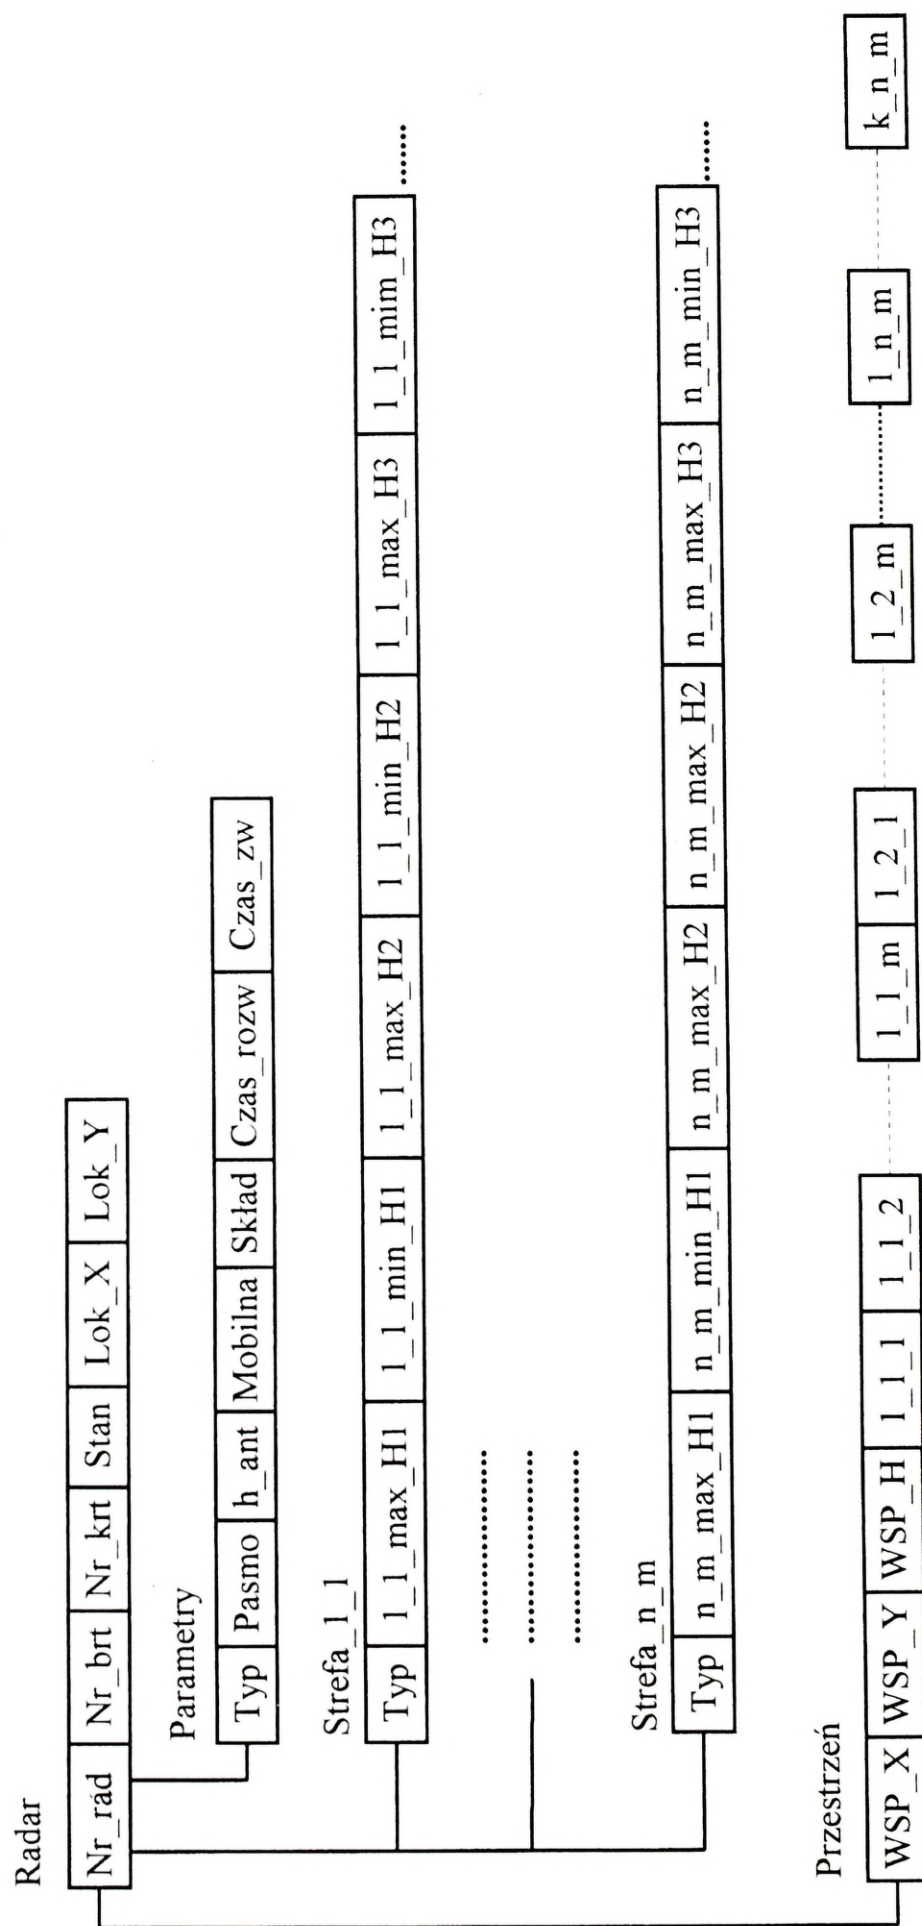 Radar
Nr_rád Nr_brt Nr_krt Stan Lok_X Lok_Y
Parametry
Typ Pasmo h_ant Mobilna Skład Czas_rozw Czas_zw
Strefa_1_1
Typ 1_1_max_H1 1_1_min_H1 1_1_max_H2 1_1_min_H2 1_1_max_H3 1_1_mim_H3 .......
Strefa_n_m
Typ n_m_max_H1 n_m_min_H1 n_m_max_H2 n_m_max_H2 n_m_max_H3 n_m_min_H3 .......
Przestrzeń
WSP_X WSP_Y WSP_H 1_1_1 1_1_2 1_1_m 1_2_1 1_2_m 1_n_m k_n_m